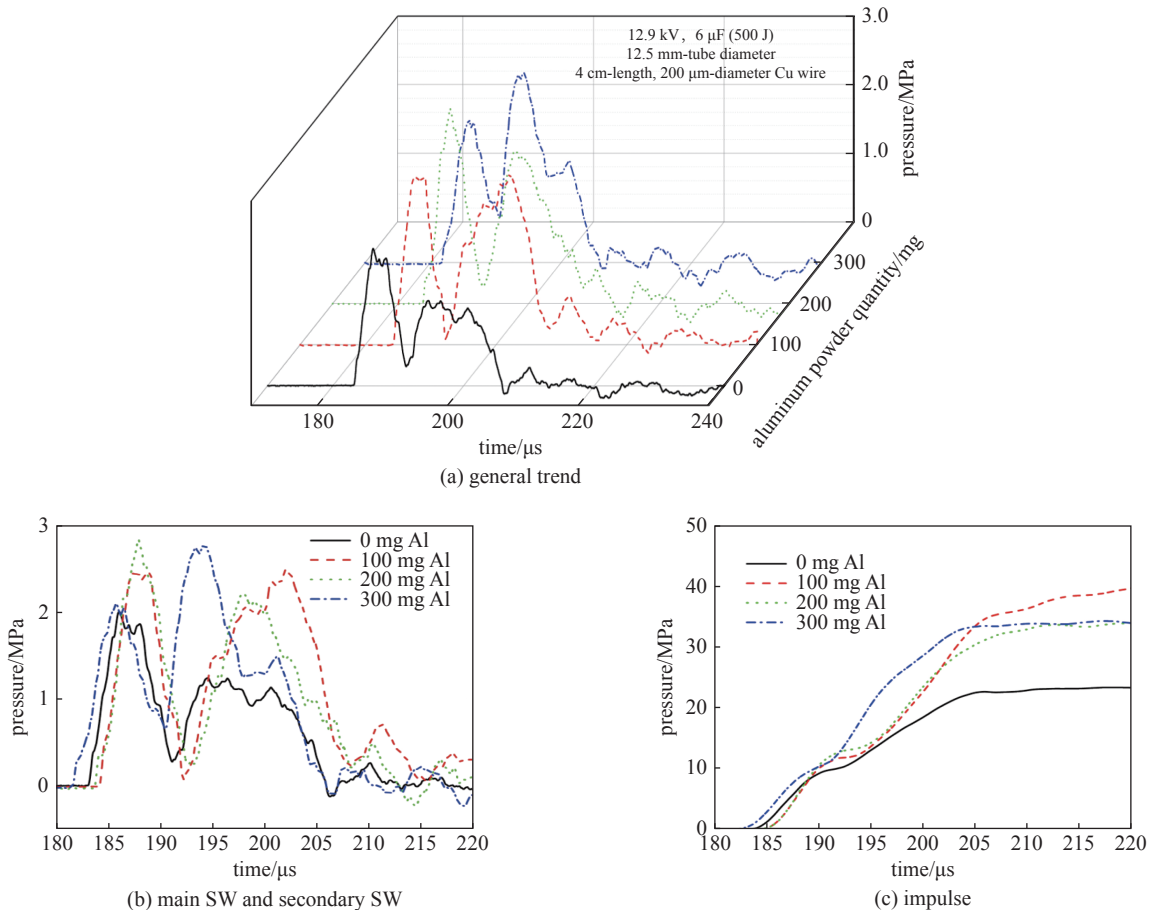 3.0
12.9 kV, 6 μF (500 J)
12.5 mm-tube diameter
4 cm-length, 200 μm-diameter Cu wire
2.0
1.0
0
pressure/MPa
300
200
100
0
aluminum powder quantity/mg
180
200
220
240
time/μs
(a) general trend
3
2
1
0
pressure/MPa
0 mg Al
100 mg Al
200 mg Al
300 mg Al
180 185 190 195 200 205 210 215 220
time/μs
(b) main SW and secondary SW
50
40
30
20
10
0
pressure/MPa
0 mg Al
100 mg Al
200 mg Al
300 mg Al
180 185 190 195 200 205 210 215 220
time/μs
(c) impulse